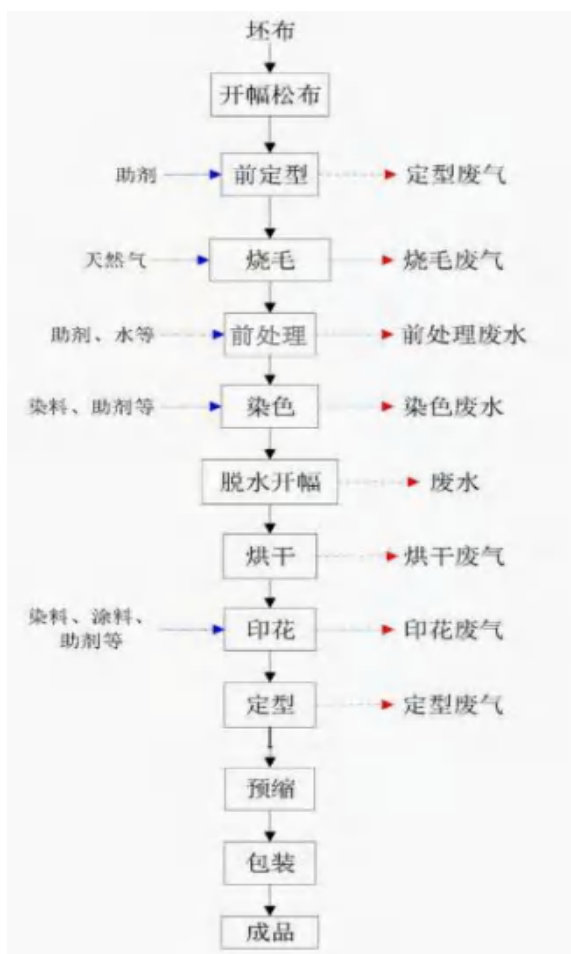 坯布
开幅松布
助剂 前定型 定型废气
天然气 烧毛 烧毛废气
助剂、水等 前处理 前处理废水
染料、助剂等 染色 染色废水
脱水开幅 废水
烘干 烘干废气
染料、涂料、
助剂等 印花 印花废气
定型 定型废气
预缩
包装
成品